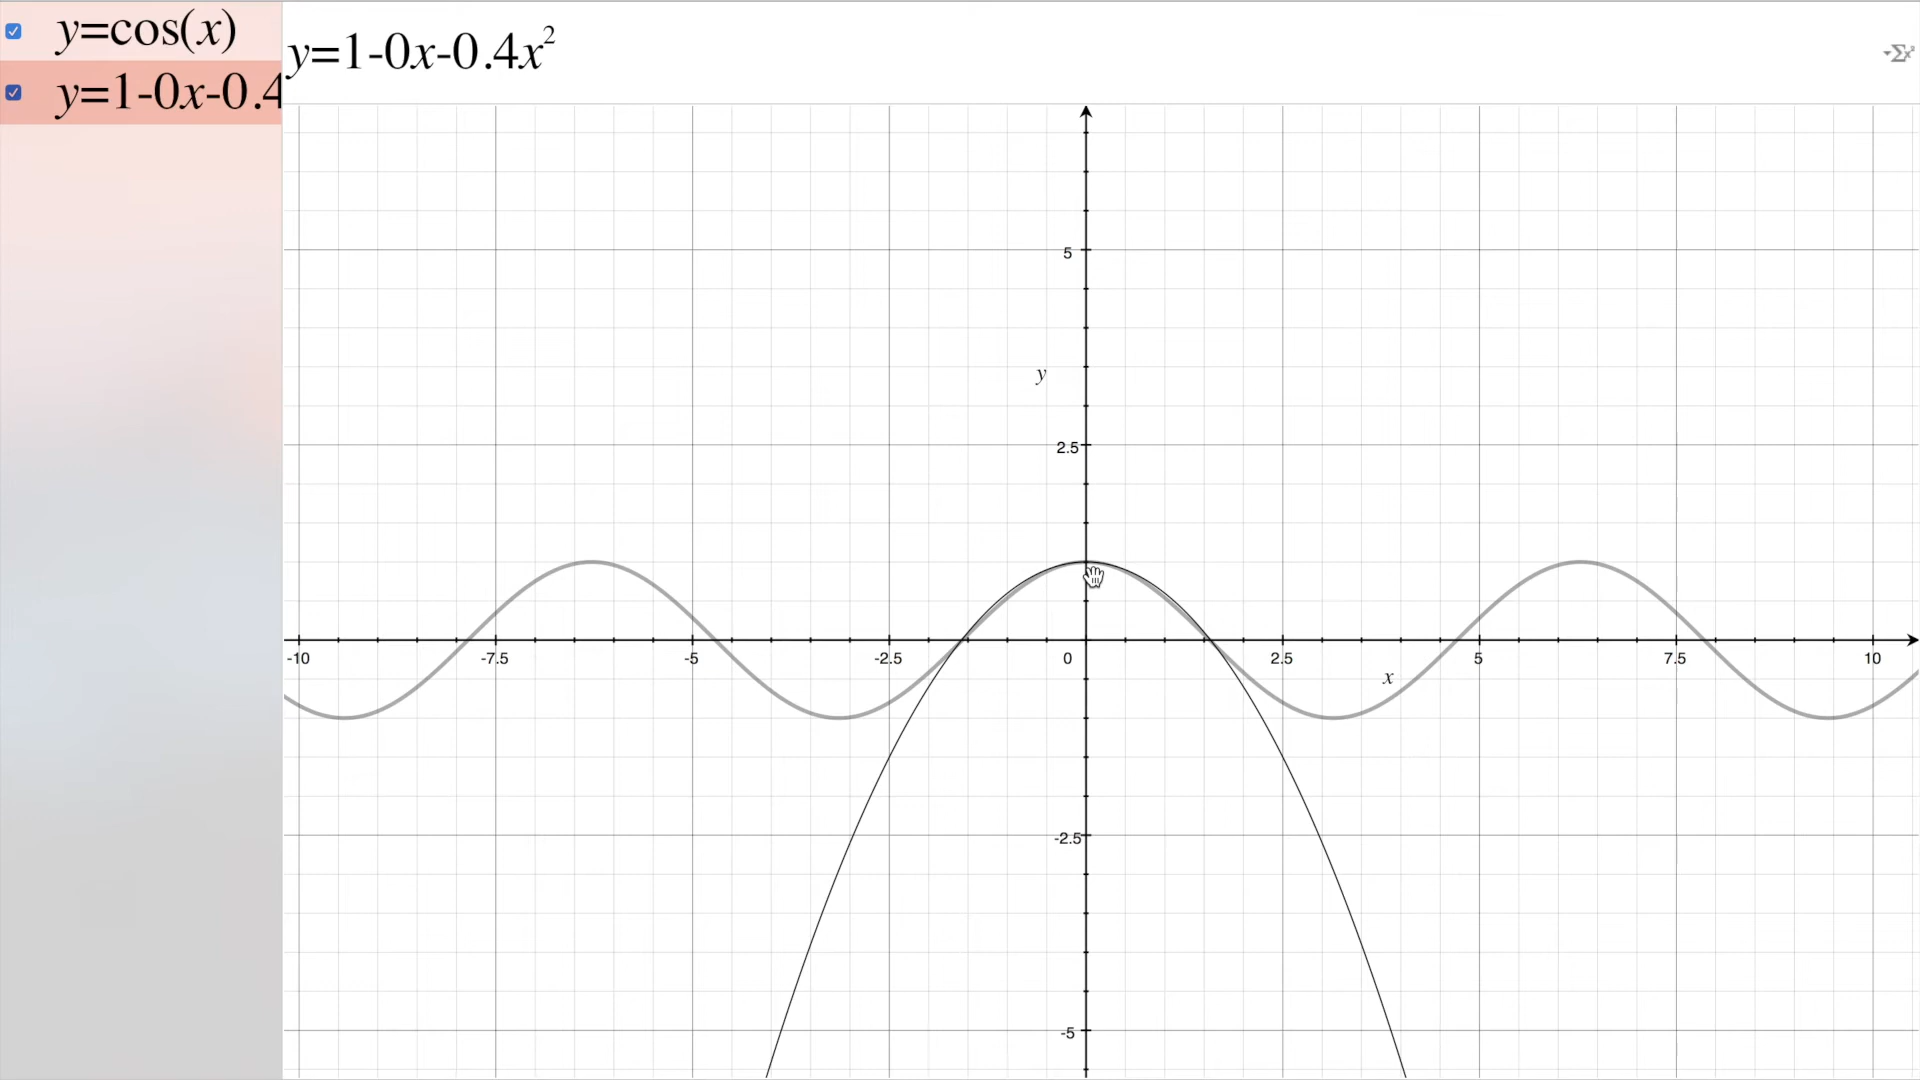 y=cos(x)
y=1-0x-0.4
y=1-0x-0.4x²
Σx²
5
2.5
y
-10 -7.5 -5 -2.5 0 2.5 5 7.5 10
x
-2.5
-5